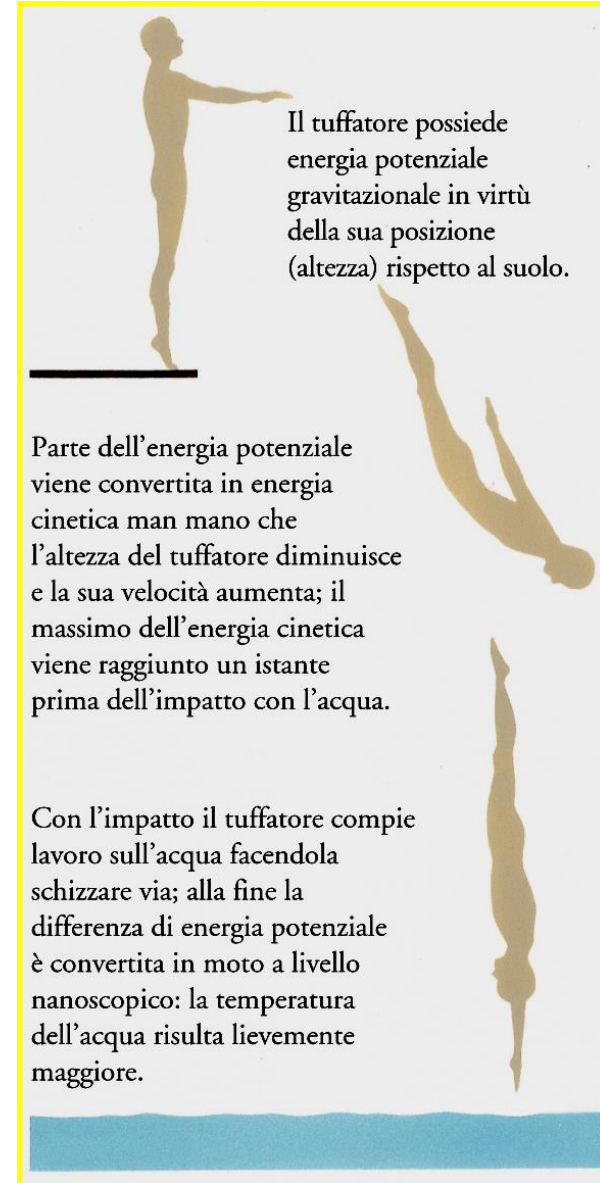 Il tuffatore possiede
energia potenziale
gravitazionale in virtù
della sua posizione
(altezza) rispetto al suolo.
Parte dell’energia potenziale
viene convertita in energia
cinetica man mano che
l’altezza del tuffatore diminuisce
e la sua velocità aumenta; il
massimo dell’energia cinetica
viene raggiunto un istante
prima dell’impatto con l’acqua.
Con l’impatto il tuffatore compie
lavoro sull’acqua facendola
schizzare via; alla fine la
differenza di energia potenziale
è convertita in moto a livello
nanoscopico: la temperatura
dell’acqua risulta lievemente
maggiore.